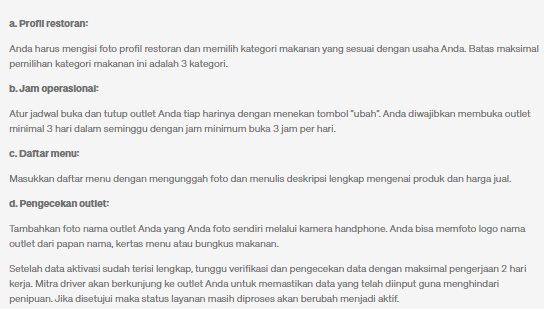 a. Profil restoran:
Anda harus mengisi foto profil restoran dan memilih kategori makanan yang sesuai dengan usaha Anda. Batas maksimal
pemilihan kategori makanan ini adalah 3 kategori.
b. Jam operasional:
Atur jadwal buka dan tutup outlet Anda tiap harinya dengan menekan tombol "ubah". Anda diwajibkan membuka outlet
minimal 3 hari dalam seminggu dengan jam minimum buka 3 jam per hari.
c. Daftar menu:
Masukkan daftar menu dengan mengunggah foto dan menulis deskripsi lengkap mengenai produk dan harga jual.
d. Pengecekan outlet:
Tambahkan foto nama outlet Anda yang Anda foto sendiri melalui kamera handphone. Anda bisa memfoto logo nama
outlet dari papan nama, kertas menu atau bungkus makanan.
Setelah data aktivasi sudah terisi lengkap, tunggu verifikasi dan pengecekan data dengan maksimal pengerjaan 2 hari
kerja. Mitra driver akan berkunjung ke outlet Anda untuk memastikan data yang telah diinput guna menghindari
penipuan. Jika disetujui maka status layanan masih diproses akan berubah menjadi aktif.